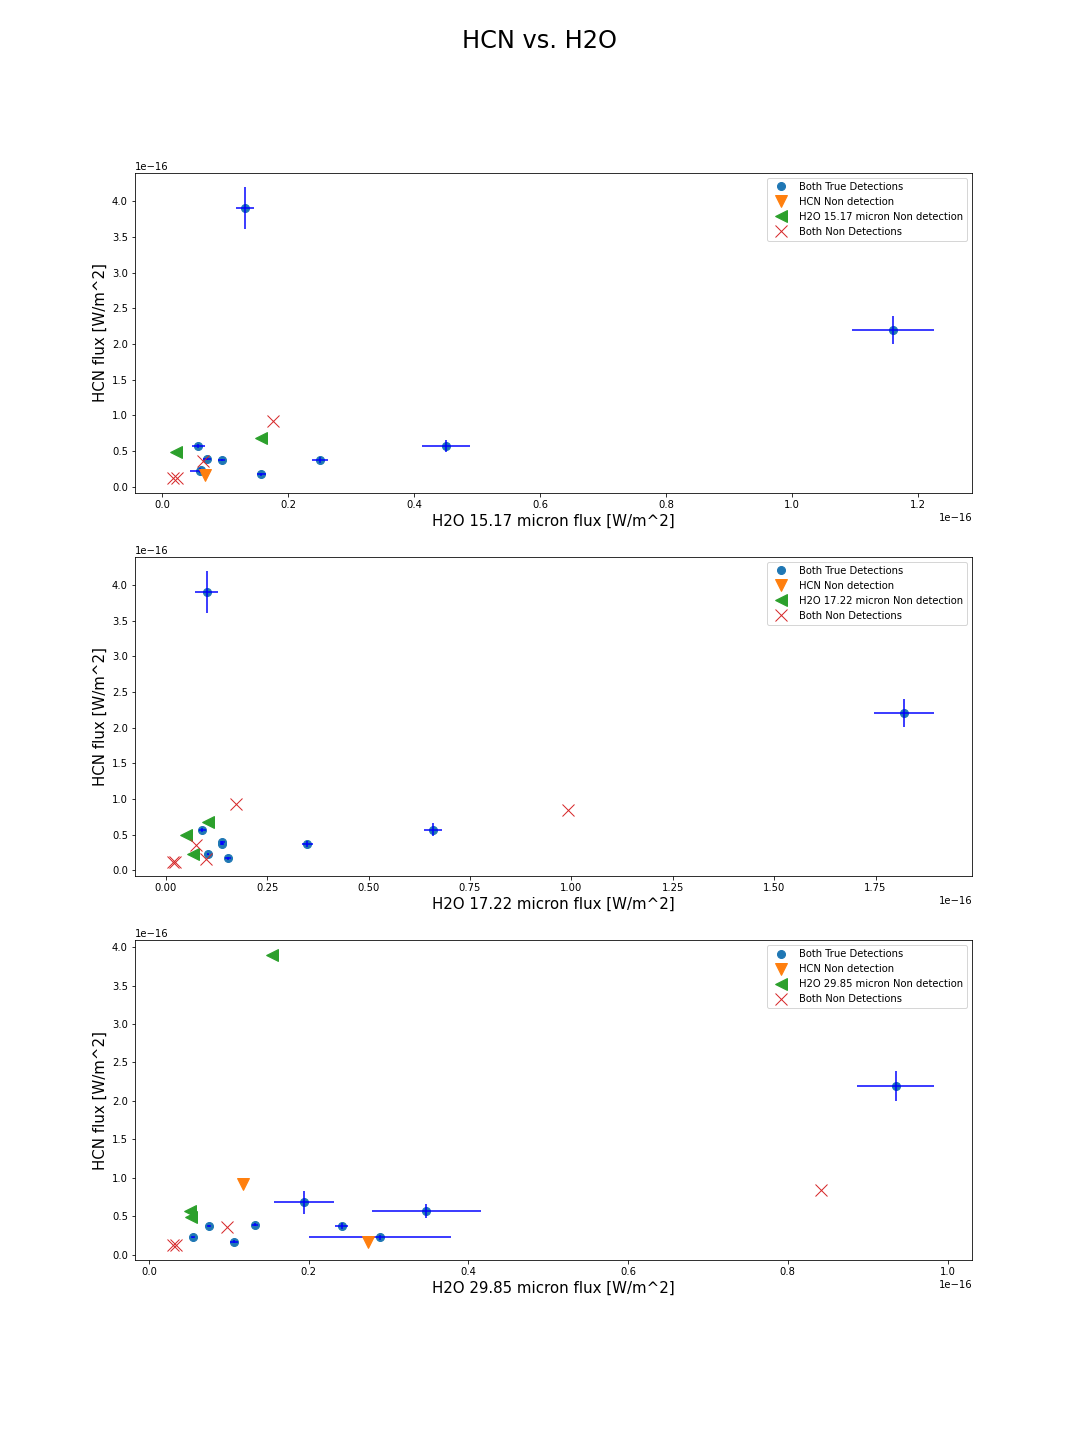 HCN vs. H2O
1e−16
4.0
3.5
3.0
2.5
2.0
1.5
1.0
0.5
0.0
HCN flux [W/m^2]
Both True Detections
HCN Non detection
H2O 15.17 micron Non detection
Both Non Detections
0.0 0.2 0.4 0.6 0.8 1.0 1.2
1e−16
H2O 15.17 micron flux [W/m^2]
1e−16
4.0
3.5
3.0
2.5
2.0
1.5
1.0
0.5
0.0
HCN flux [W/m^2]
Both True Detections
HCN Non detection
H2O 17.22 micron Non detection
Both Non Detections
0.00 0.25 0.50 0.75 1.00 1.25 1.50 1.75
1e−16
H2O 17.22 micron flux [W/m^2]
1e−16
4.0
3.5
3.0
2.5
2.0
1.5
1.0
0.5
0.0
HCN flux [W/m^2]
Both True Detections
HCN Non detection
H2O 29.85 micron Non detection
Both Non Detections
0.0 0.2 0.4 0.6 0.8 1.0
1e−16
H2O 29.85 micron flux [W/m^2]